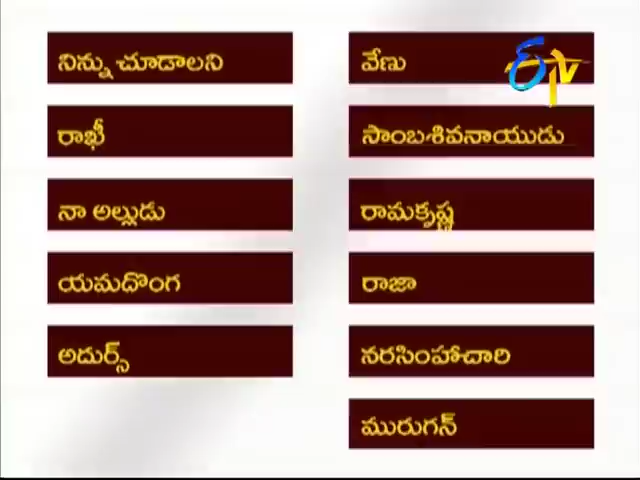 నిన్ను చూడాలని
రాఖీ
నా అల్లుడు
యమదొంగ
అదుర్స్
వేణు
సాంబశివనాయుడు
రామకృష్ణ
రాజా
నరసింహాచారి
మురుగన్
ETV